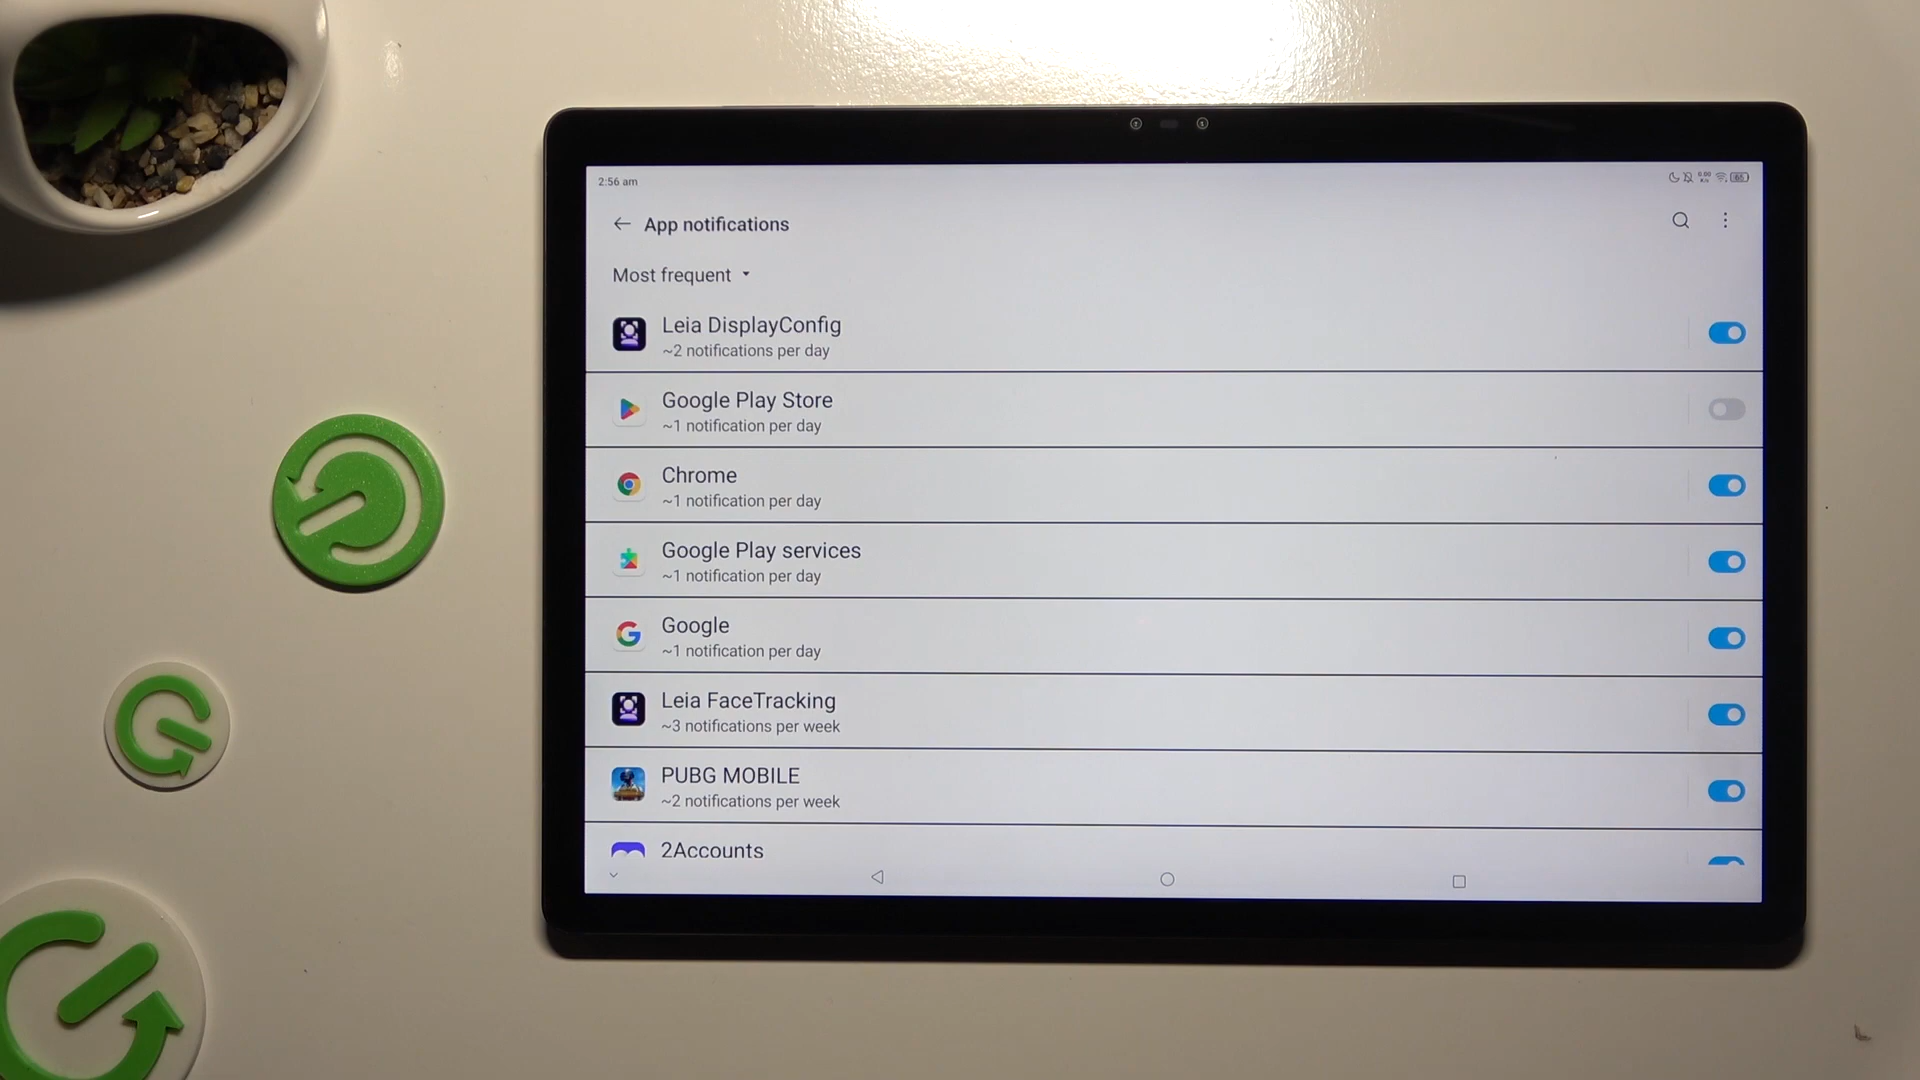 2:56 am
App notifications
Most frequent
Leia DisplayConfig
~2 notifications per day
Google Play Store
~1 notification per day
Chrome
~1 notification per day
Google Play services
~1 notification per day
Google
~1 notification per day
Leia FaceTracking
~3 notifications per week
PUBG MOBILE
~2 notifications per week
2Accounts